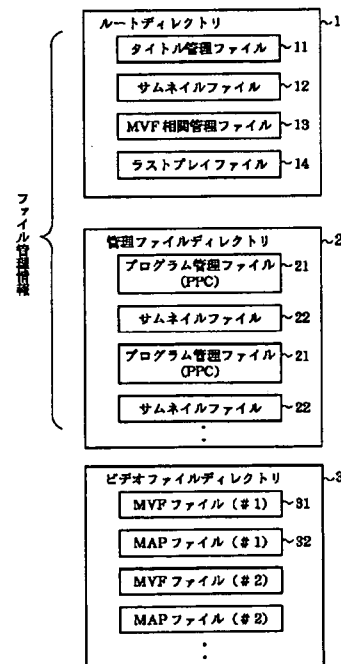 ルートディレクトリ
~1
タイトル管理ファイル
~11
サムネイルファイル
~12
MVF相関管理ファイル
~13
ラストプレイファイル
~14
ファイル管理情報
管理ファイルディレクトリ
~2
プログラム管理ファイル
(PPC)
~21
サムネイルファイル
~22
プログラム管理ファイル
(PPC)
~21
サムネイルファイル
~22
ビデオファイルディレクトリ
~3
MVFファイル(#1)
~31
MAPファイル(#1)
~32
MVFファイル(#2)
MAPファイル(#2)